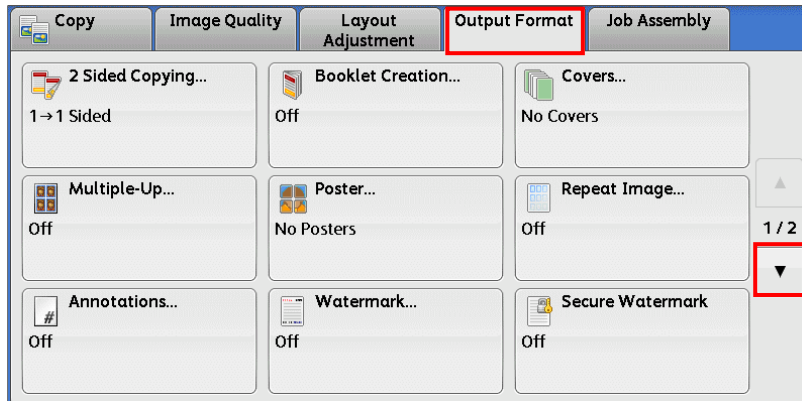 Copy
Image Quality
Layout
Adjustment
Output Format
Job Assembly
2 Sided Copying...
1→1 Sided
Booklet Creation...
Off
Covers...
No Covers
Multiple-Up...
Off
Poster...
No Posters
Repeat Image...
Off
▲
1 / 2
▼
# Annotations...
Off
Watermark...
Off
Secure Watermark
Off